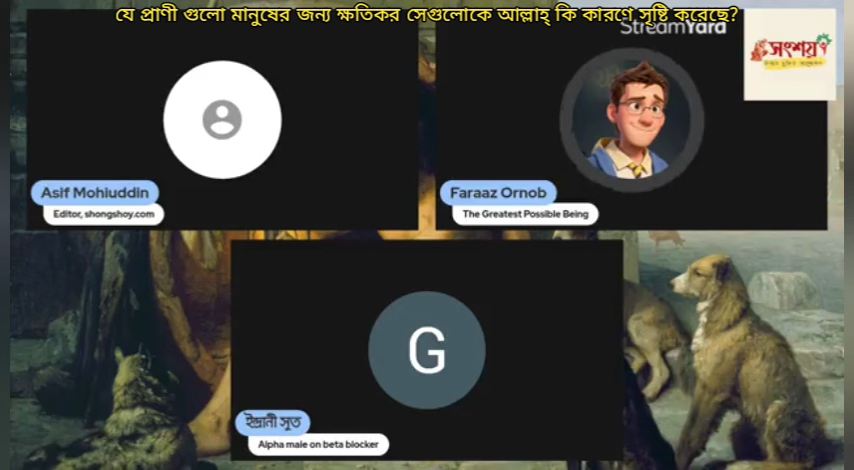 যে প্রাণী গুলো মানুষের জন্য ক্ষতিকর সেগুলোকে আল্লাহ্ কি কারণে সৃষ্টি করেছে?
StreamYard
সংশয়
Asif Mohiuddin
Editor, shongshoy.com
Faraaz Ornob
The Greatest Possible Being
G
ইন্দ্রানী সূত
Alpha male on beta blocker